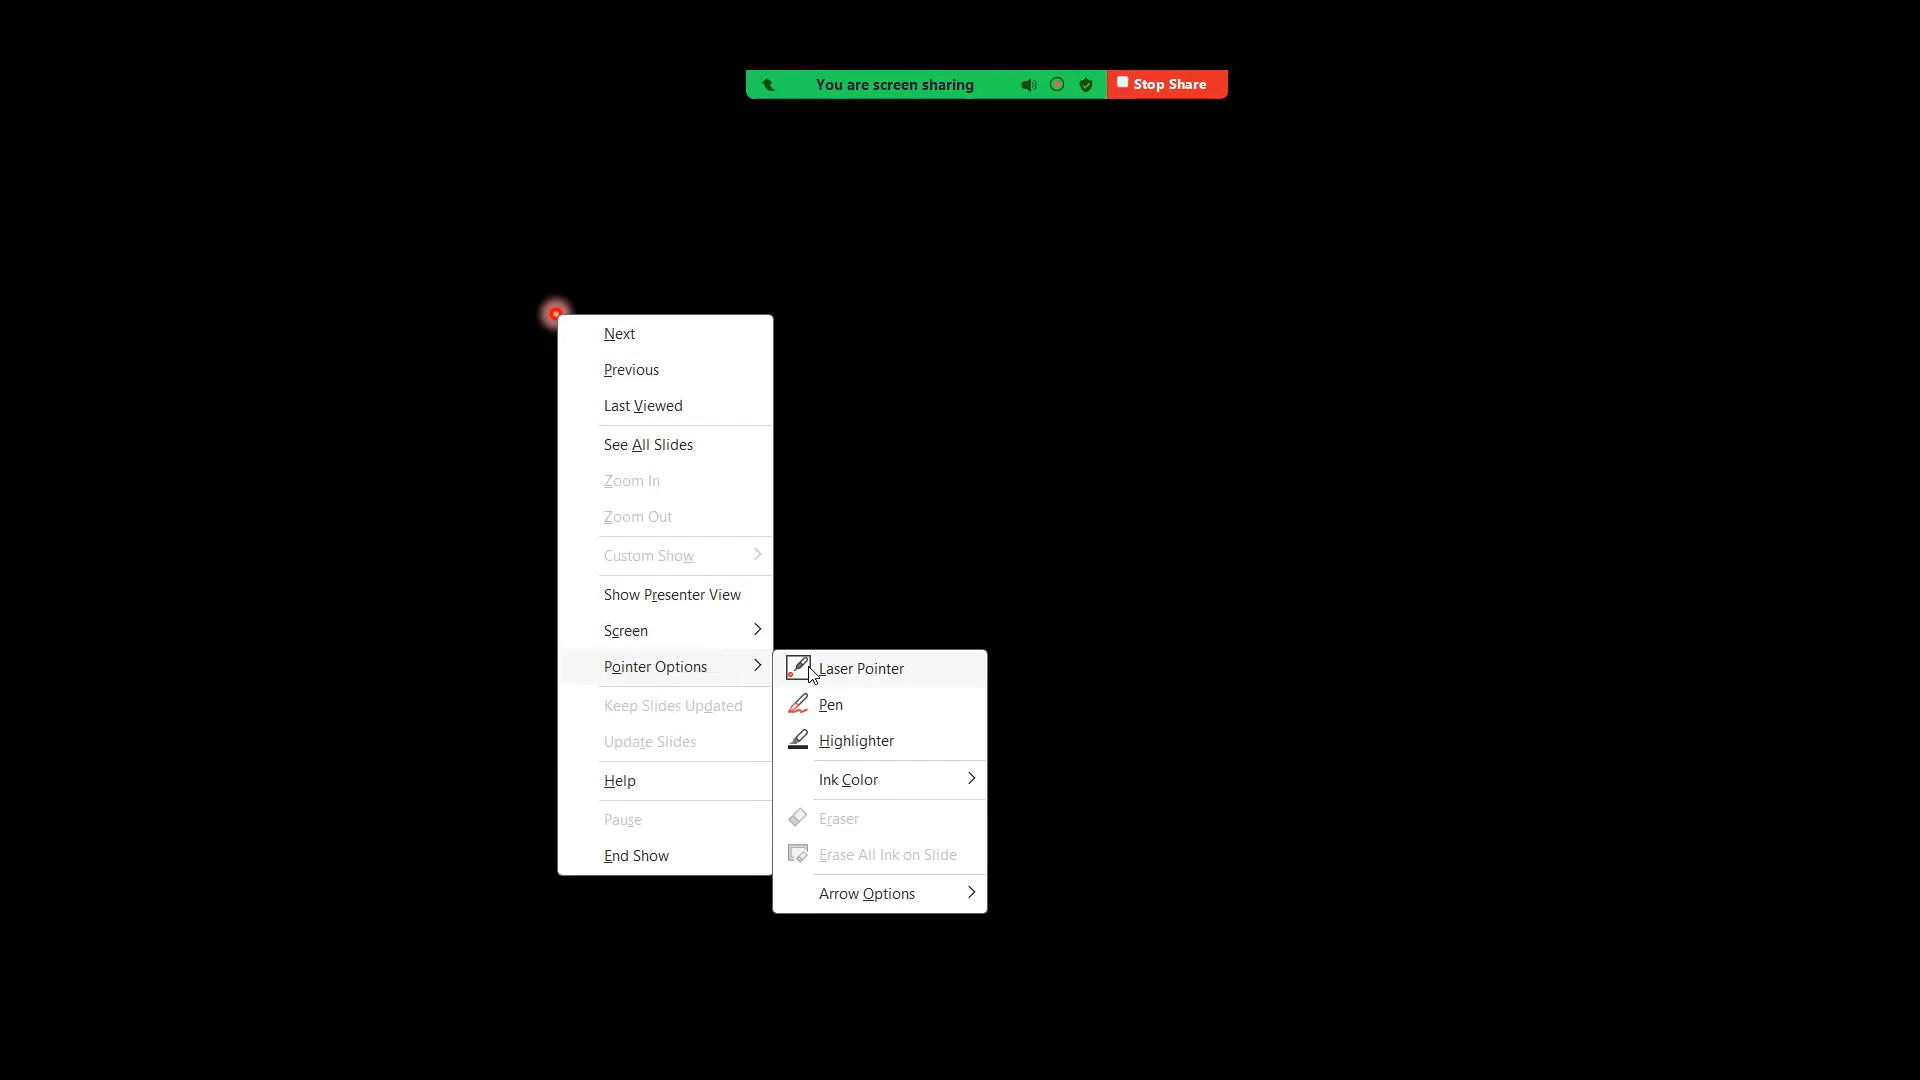 You are screen sharing
Stop Share
Next
Previous
Last Viewed
See All Slides
Zoom In
Zoom Out
Custom Show
Show Presenter View
Screen
Pointer Options
Keep Slides Updated
Update Slides
Help
Pause
End Show
Laser Pointer
Pen
Highlighter
Ink Color
Eraser
Erase All Ink on Slide
Arrow Options